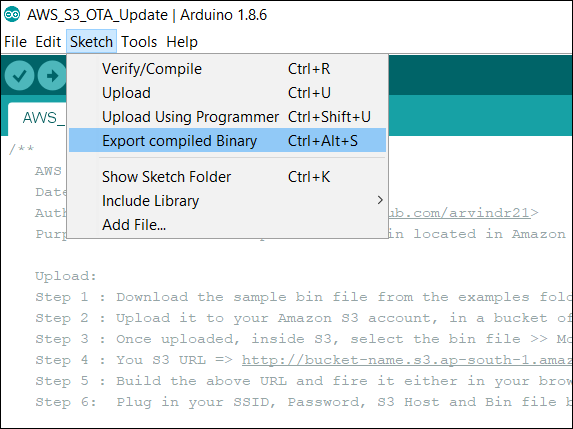 AWS_S3_OTA_Update | Arduino 1.8.6
File Edit Sketch Tools Help
Verify/Compile Ctrl+R
Upload Ctrl+U
Upload Using Programmer Ctrl+Shift+U
AWS_
Export compiled Binary Ctrl+Alt+S
/**
AWS
Show Sketch Folder Ctrl+K
Date
Include Library
Auth ub.com/arvindr21>
Add File...
Purp in located in Amazon
Upload:
Step 1 : Download the sample bin file from the examples fold
Step 2 : Upload it to your Amazon S3 account, in a bucket of
Step 3 : Once uploaded, inside S3, select the bin file >> Mo
Step 4 : You S3 URL => http://bucket-name.s3.ap-south-1.amaz
Step 5 : Build the above URL and fire it either in your brow
Step 6: Plug in your SSID, Password, S3 Host and Bin file